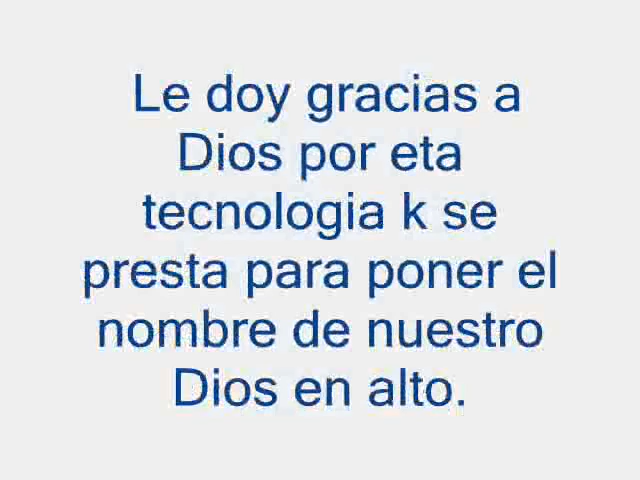 Le doy gracias a
Dios por eta
tecnologia k se
presta para poner el
nombre de nuestro
Dios en alto.